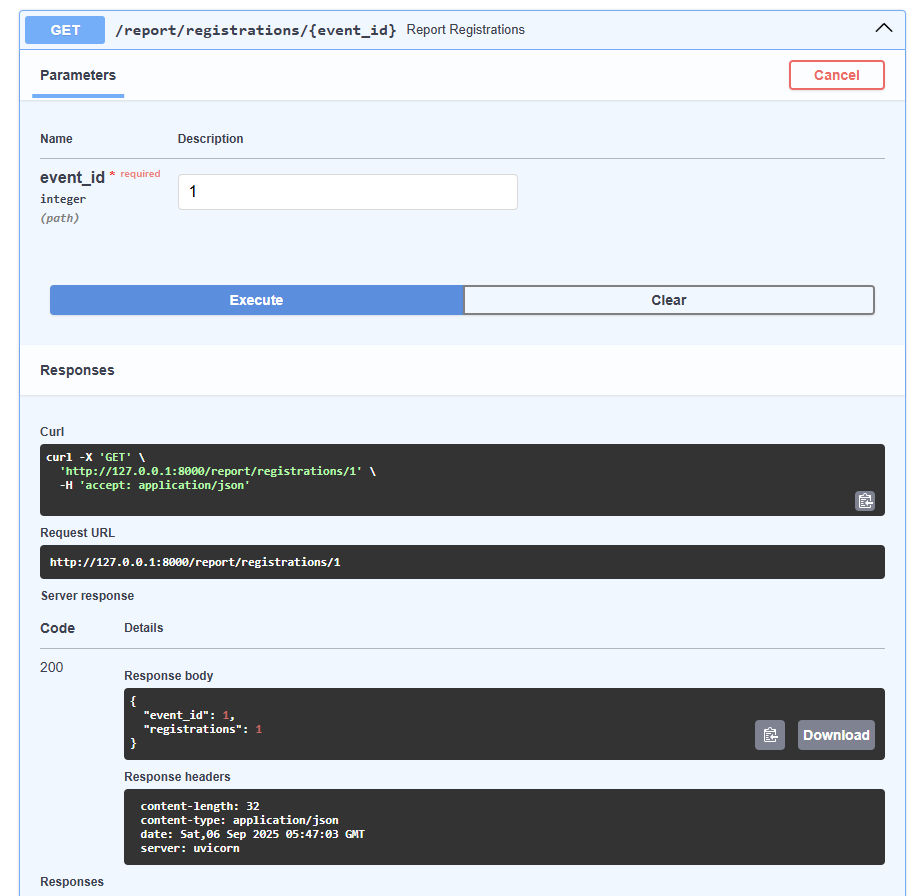 GET /report/registrations/{event_id} Report Registrations
Parameters Cancel
Name Description
event_id * required 1
integer
(path)
Execute Clear
Responses
Curl
curl -X 'GET' \
  'http://127.0.0.1:8000/report/registrations/1' \
  -H 'accept: application/json'
Request URL
http://127.0.0.1:8000/report/registrations/1
Server response
Code Details
200
Response body
{
  "event_id": 1,
  "registrations": 1
}
Download
Response headers
content-length: 32
content-type: application/json
date: Sat,06 Sep 2025 05:47:03 GMT
server: uvicorn
Responses